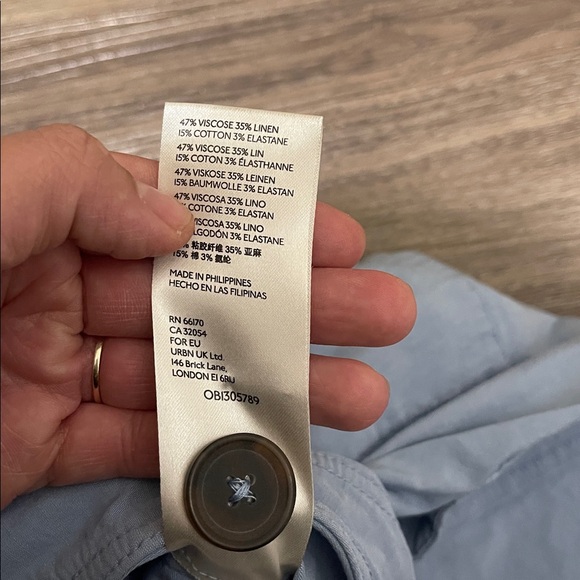 47% VISCOSE 35% LINEN
15% COTTON 3% ELASTANE
47% VISCOSE 35% LIN
15% COTON 3% ÉLASTHANNE
47% VISKOSE 35% LEINEN
15% BAUMWOLLE 3% ELASTAN
47% VISCOSA 35% LINO
COTONE 3% ELASTAN
VISCOSA 35% LINO
ALGODÓN 3% ELASTANE
粘胶纤维 35% 亚麻
15% 棉 3% 氨纶
MADE IN PHILIPPINES
HECHO EN LAS FILIPINAS
RN 66170
CA 32054
FOR EU
URBN UK Ltd.
146 Brick Lane,
LONDON E1 6RU
OB1305789